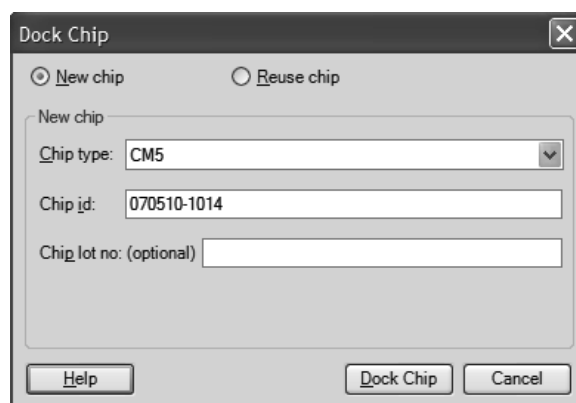 Dock Chip
New chip Reuse chip
New chip
Chip type: CM5
Chip id: 070510-1014
Chip lot no: (optional)
Help Dock Chip Cancel